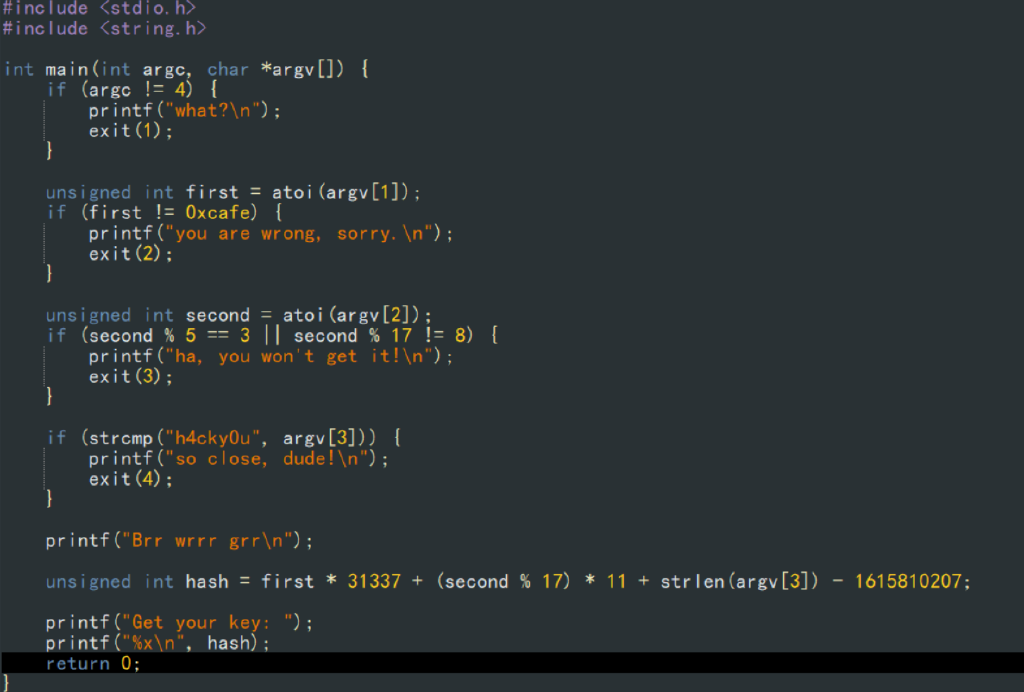 #include <stdio.h>
#include <string.h>
int main(int argc, char *argv[]) {
if (argc != 4) {
printf("what?\n");
exit(1);
}
unsigned int first = atoi(argv[1]);
if (first != 0xcafe) {
printf("you are wrong, sorry.\n");
exit(2);
}
unsigned int second = atoi(argv[2]);
if (second % 5 == 3 || second % 17 != 8) {
printf("ha, you won't get it!\n");
exit(3);
}
if (strcmp("h4cky0u", argv[3])) {
printf("so close, dude!\n");
exit(4);
}
printf("Brr wrrr grr\n");
unsigned int hash = first * 31337 + (second % 17) * 11 + strlen(argv[3]) - 1615810207;
printf("Get your key: ");
printf("%x\n", hash);
return 0;
}